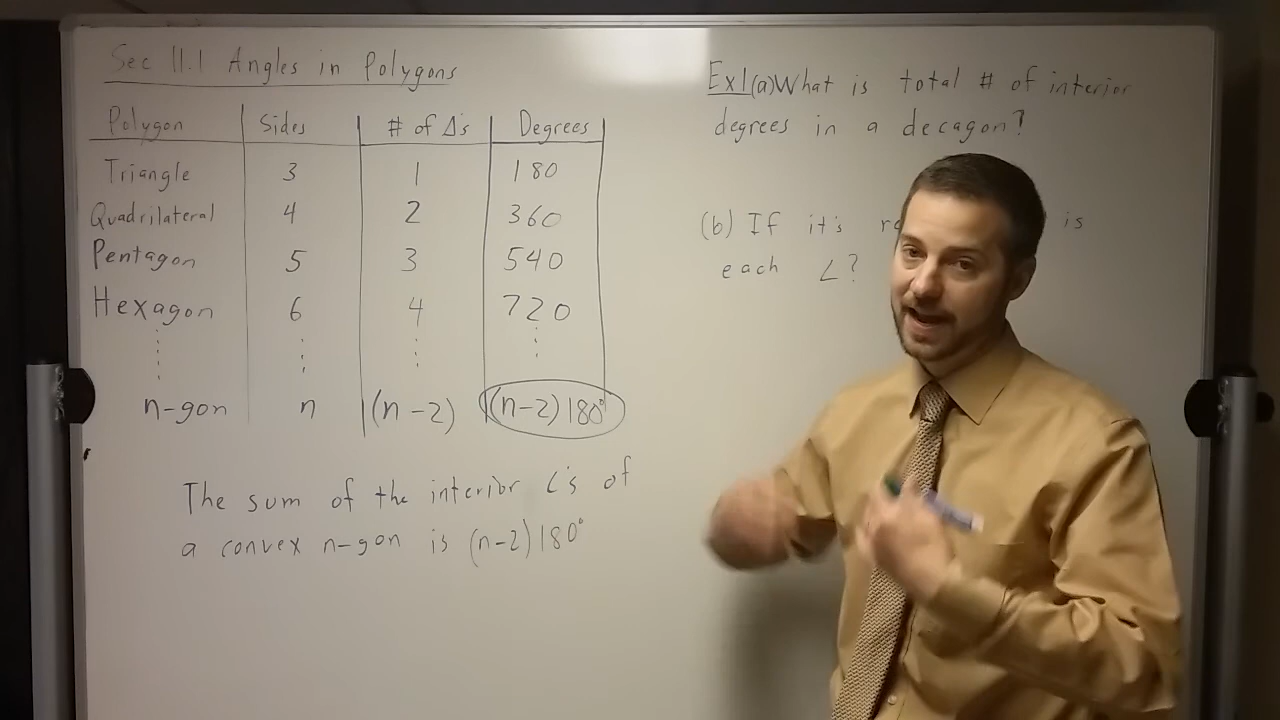 Sec 11.1 Angles in Polygons
Polygon Sides # of Δ's Degrees
Triangle 3 1 180
Quadrilateral 4 2 360
Pentagon 5 3 540
Hexagon 6 4 720
n-gon n (n-2) (n-2)180°
The sum of the interior ∠'s of
a convex n-gon is (n-2)180°
Ex1(a)What is total # of interior
degrees in a decagon?
(b) If it's is
each ∠?